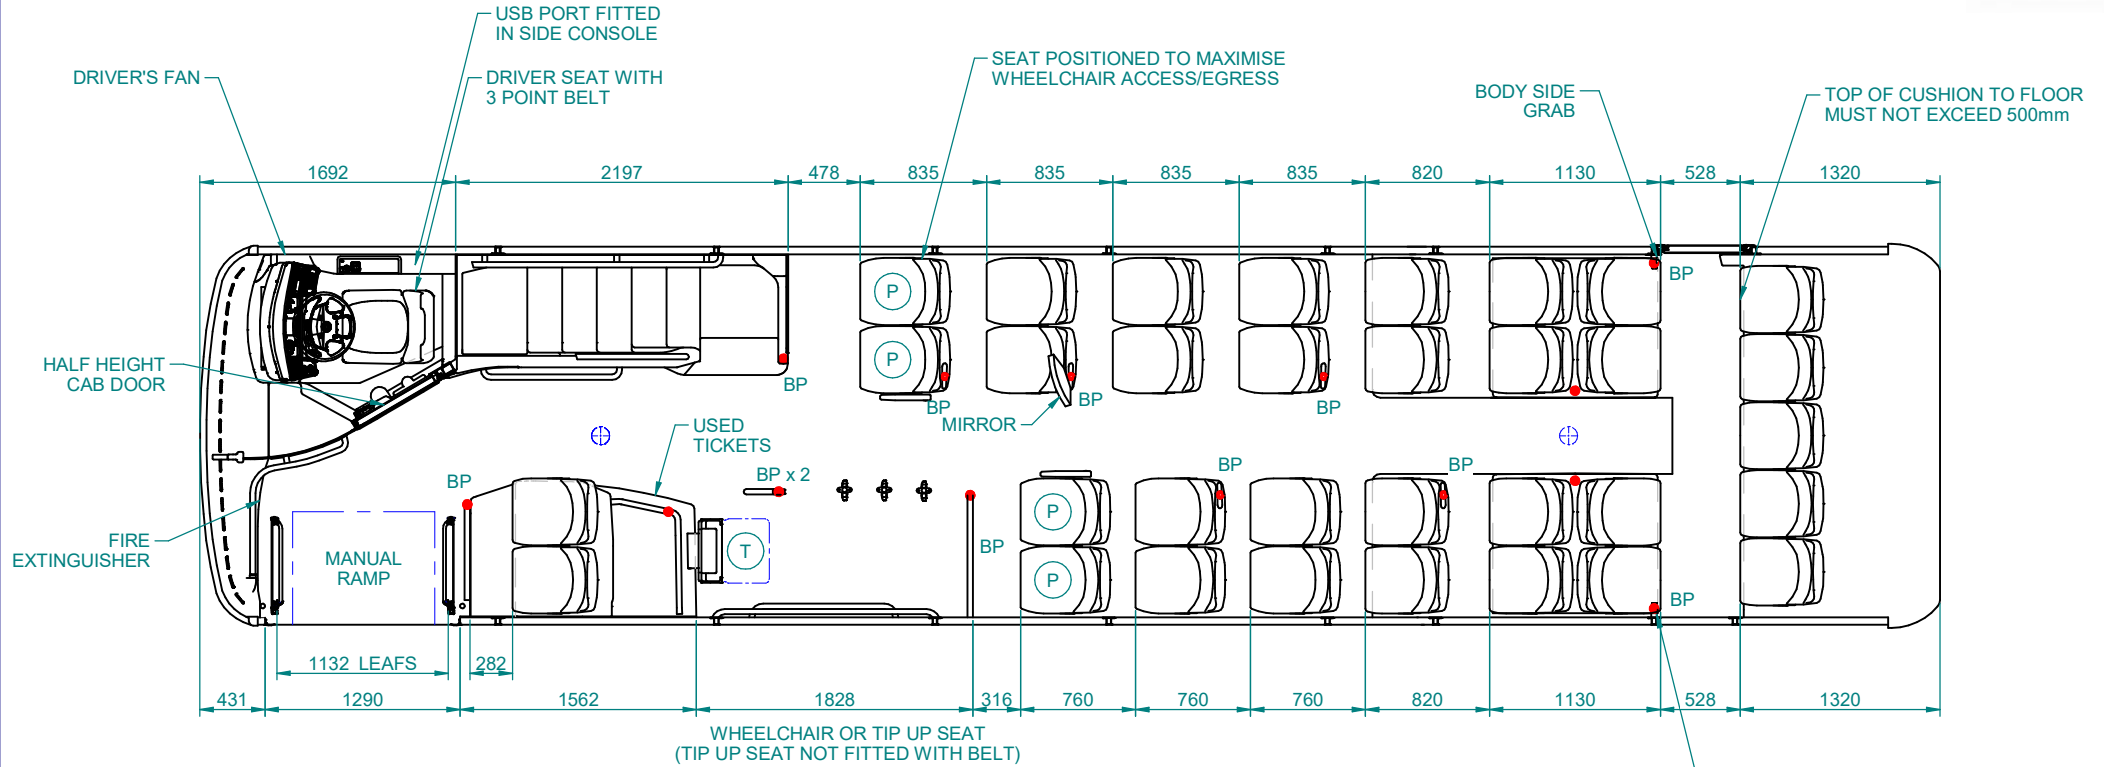 USB PORT FITTED
IN SIDE CONSOLE
DRIVER'S FAN
DRIVER SEAT WITH
3 POINT BELT
SEAT POSITIONED TO MAXIMISE
WHEELCHAIR ACCESS/EGRESS
BODY SIDE
GRAB
TOP OF CUSHION TO FLOOR
MUST NOT EXCEED 500mm
1692 2197 478 835 835 835 835 820 1130 528 1320
BP
P
P
HALF HEIGHT
CAB DOOR
BP
BP
BP
BP
MIRROR
USED
TICKETS
BP
BP x 2
BP
BP
FIRE
EXTINGUISHER
MANUAL
RAMP
T
BP
P
P
BP
1132 LEAFS
282
431 1290 1562 1828 316 760 760 760 820 1130 528 1320
WHEELCHAIR OR TIP UP SEAT
(TIP UP SEAT NOT FITTED WITH BELT)